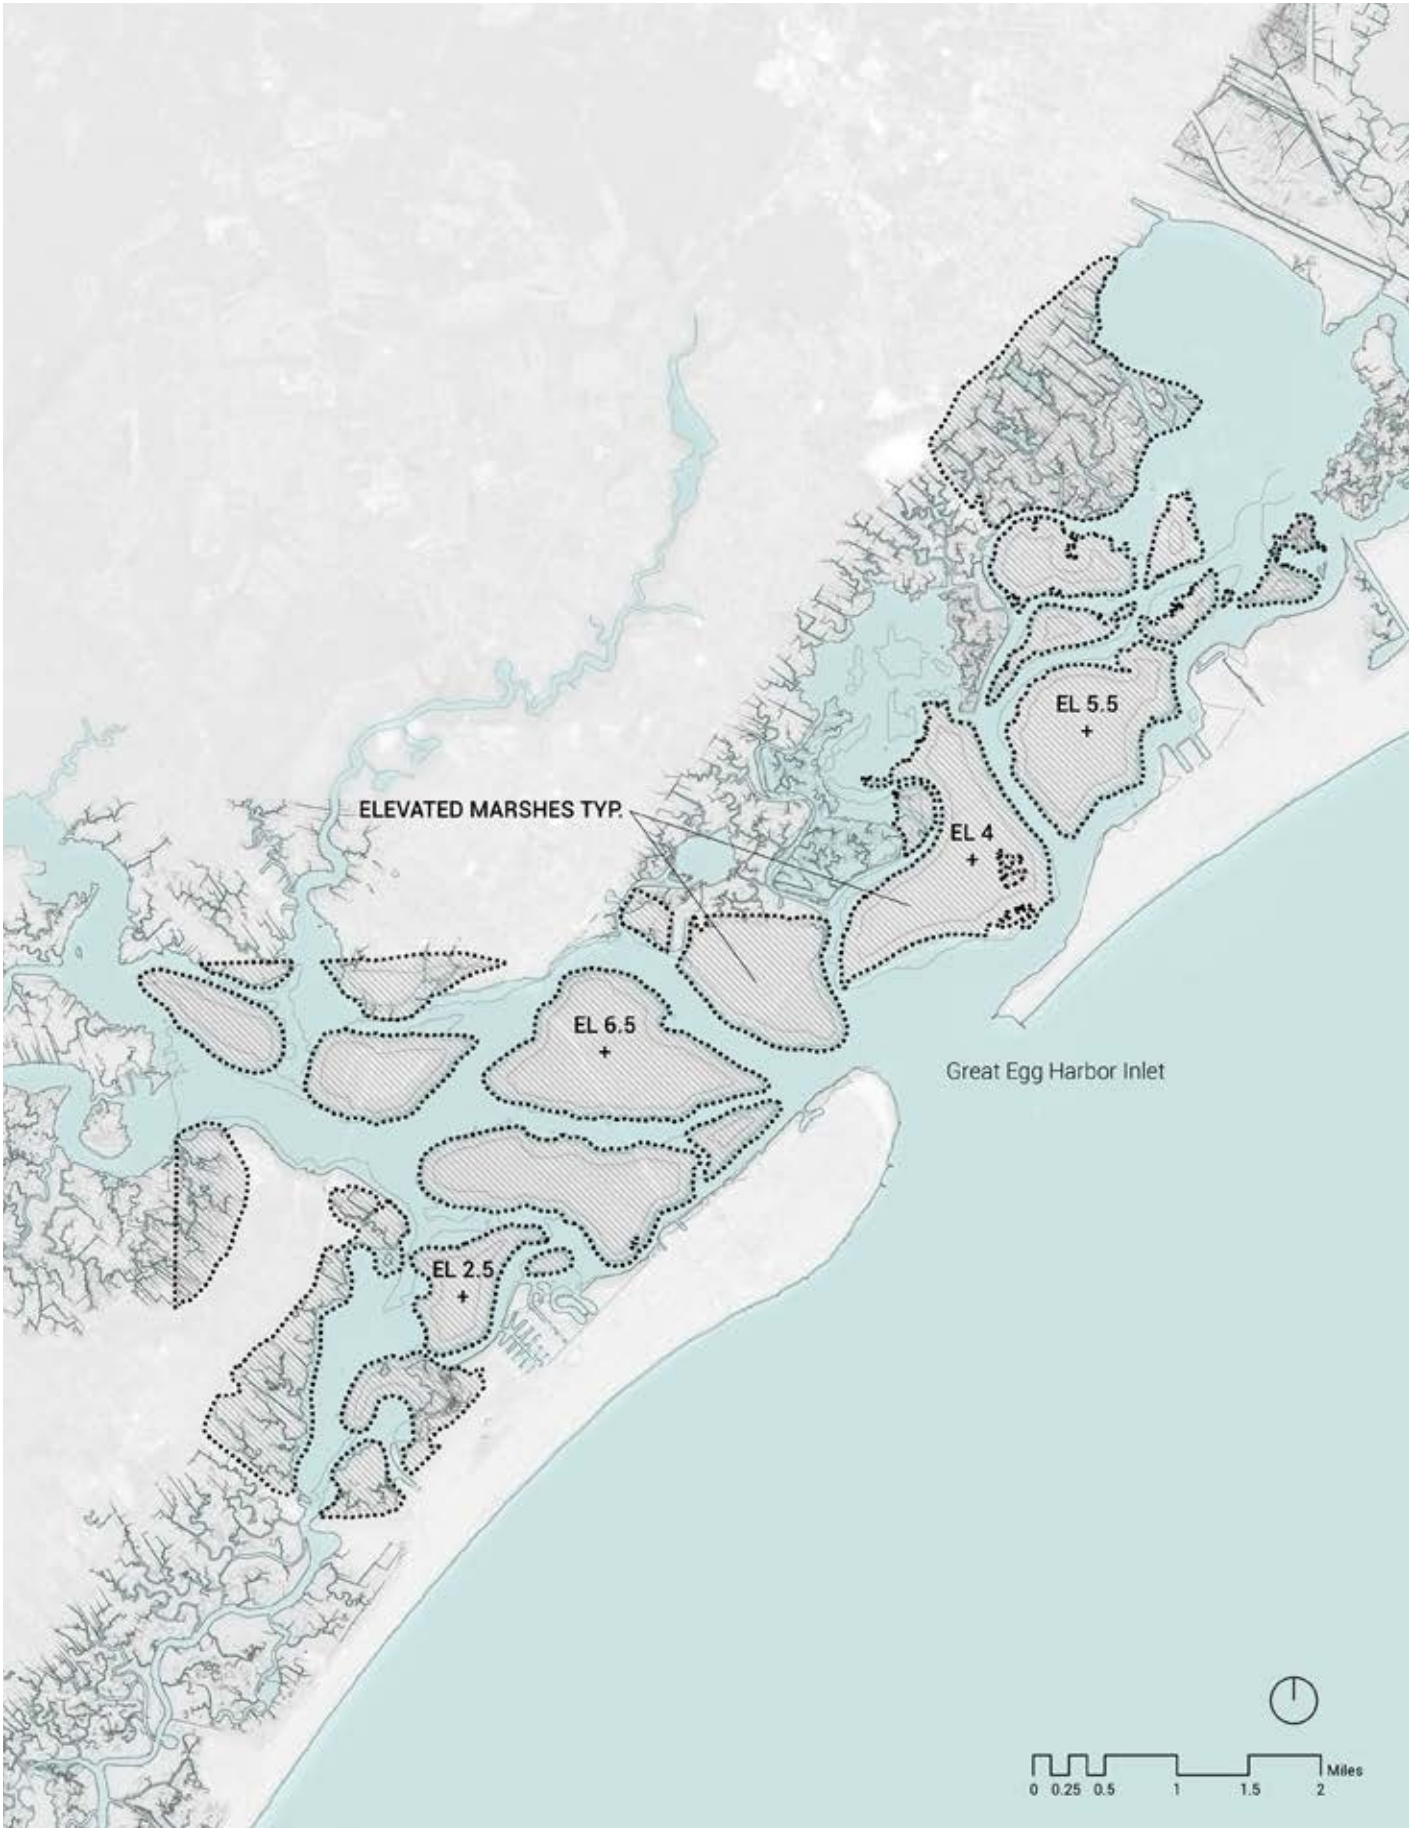 EL 5.5
+
ELEVATED MARSHES TYP.
EL 4
+
EL 6.5
+
Great Egg Harbor Inlet
EL 2.5
+
Miles
0 0.25 0.5 1 1.5 2